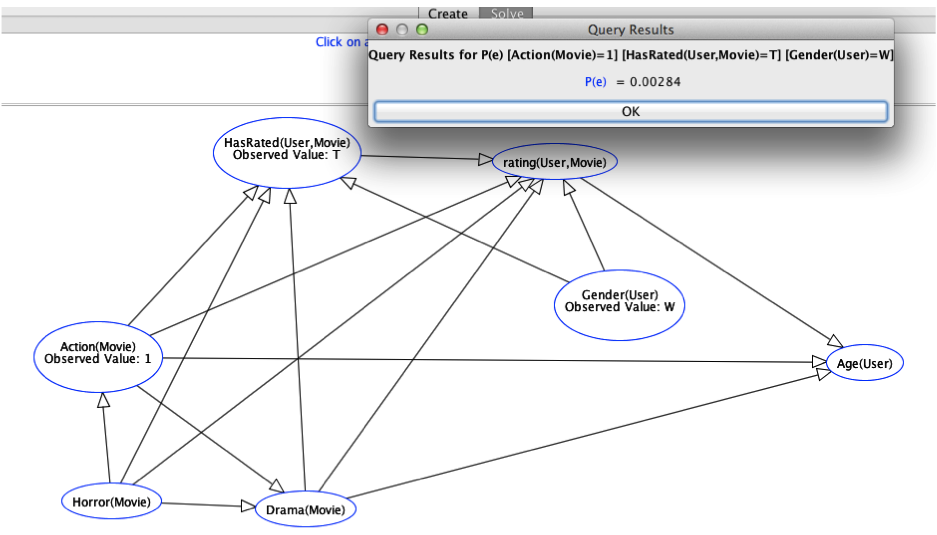 Create Solve
Query Results
Click on a
Query Results for P(e) [Action(Movie)=1] [HasRated(User,Movie)=T] [Gender(User)=W]
P(e) = 0.00284
OK
HasRated(User,Movie)
Observed Value: T
rating(User,Movie)
Gender(User)
Observed Value: W
Action(Movie)
Observed Value: 1
Age(User)
Horror(Movie)
Drama(Movie)